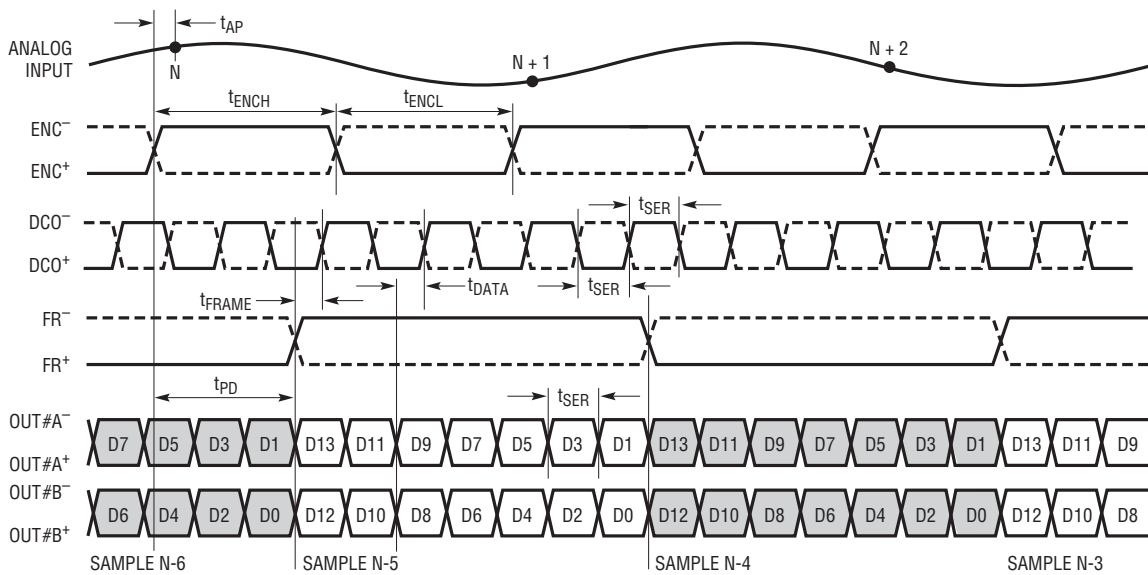 tAP
ANALOG INPUT
N
N + 1
N + 2
tENCH
tENCL
ENC–
ENC+
DCO–
DCO+
tSER
tFRAME
tDATA
tSER
FR–
FR+
tPD
tSER
OUT#A–
D7 D5 D3 D1 D13 D11 D9 D7 D5 D3 D1 D13 D11 D9 D7 D5 D3 D1 D13 D11 D9
OUT#A+
OUT#B–
D6 D4 D2 D0 D12 D10 D8 D6 D4 D2 D0 D12 D10 D8 D6 D4 D2 D0 D12 D10 D8
OUT#B+
SAMPLE N-6 SAMPLE N-5 SAMPLE N-4 SAMPLE N-3